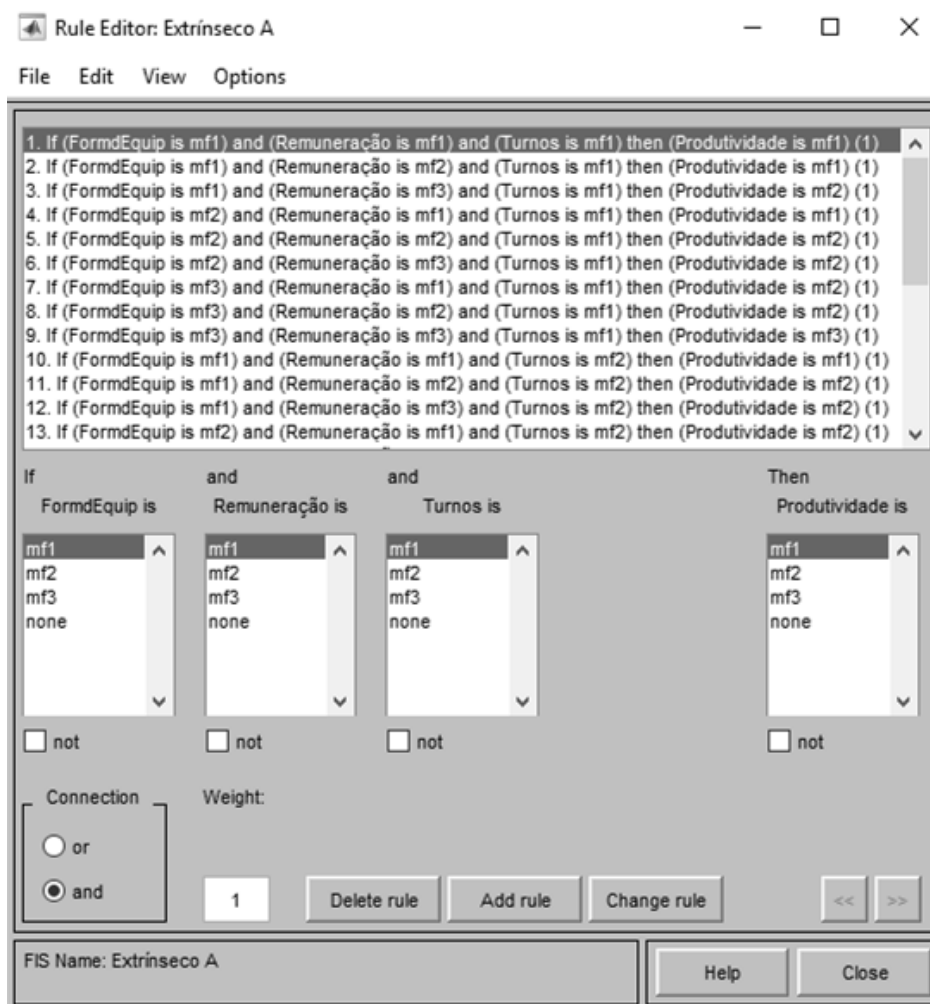 Rule Editor: Extrínseco A
File Edit View Options
1. If (FormdEquip is mf1) and (Remuneração is mf1) and (Turnos is mf1) then (Produtividade is mf1) (1)
2. If (FormdEquip is mf1) and (Remuneração is mf2) and (Turnos is mf1) then (Produtividade is mf1) (1)
3. If (FormdEquip is mf1) and (Remuneração is mf3) and (Turnos is mf1) then (Produtividade is mf2) (1)
4. If (FormdEquip is mf2) and (Remuneração is mf1) and (Turnos is mf1) then (Produtividade is mf1) (1)
5. If (FormdEquip is mf2) and (Remuneração is mf2) and (Turnos is mf1) then (Produtividade is mf2) (1)
6. If (FormdEquip is mf2) and (Remuneração is mf3) and (Turnos is mf1) then (Produtividade is mf2) (1)
7. If (FormdEquip is mf3) and (Remuneração is mf1) and (Turnos is mf1) then (Produtividade is mf2) (1)
8. If (FormdEquip is mf3) and (Remuneração is mf2) and (Turnos is mf1) then (Produtividade is mf2) (1)
9. If (FormdEquip is mf3) and (Remuneração is mf3) and (Turnos is mf1) then (Produtividade is mf3) (1)
10. If (FormdEquip is mf1) and (Remuneração is mf1) and (Turnos is mf2) then (Produtividade is mf1) (1)
11. If (FormdEquip is mf1) and (Remuneração is mf2) and (Turnos is mf2) then (Produtividade is mf2) (1)
12. If (FormdEquip is mf1) and (Remuneração is mf3) and (Turnos is mf2) then (Produtividade is mf2) (1)
13. If (FormdEquip is mf2) and (Remuneração is mf1) and (Turnos is mf2) then (Produtividade is mf2) (1)
If and and Then
FormdEquip is Remuneração is Turnos is Produtividade is
mf1 mf1 mf1 mf1
mf2 mf2 mf2 mf2
mf3 mf3 mf3 mf3
none none none none
not not not not
Connection Weight:
or
and 1 Delete rule Add rule Change rule << >>
FIS Name: Extrínseco A Help Close